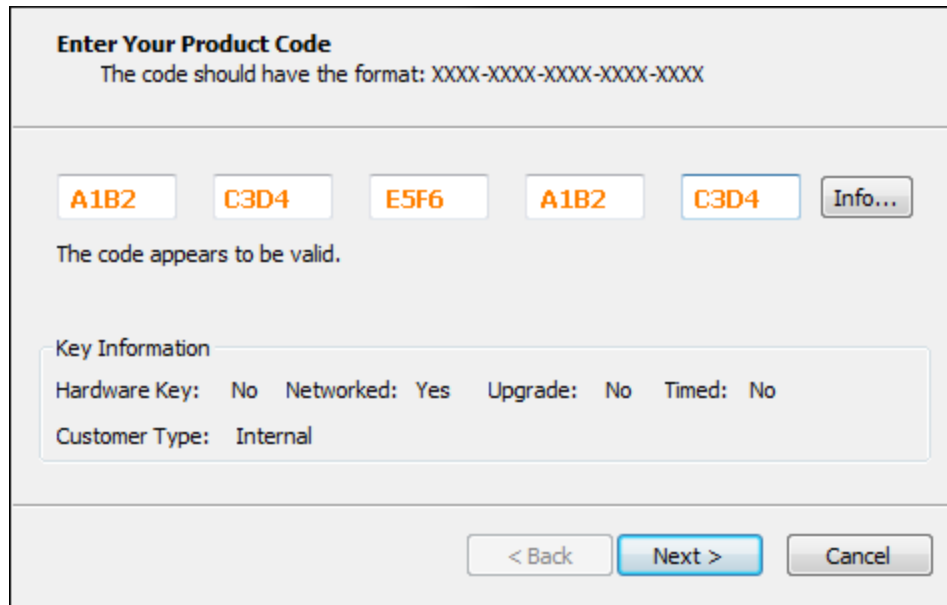 Enter Your Product Code
The code should have the format: XXXX-XXXX-XXXX-XXXX-XXXX
A1B2 C3D4 E5F6 A1B2 C3D4 Info...
The code appears to be valid.
Key Information
Hardware Key: No Networked: Yes Upgrade: No Timed: No
Customer Type: Internal
< Back Next > Cancel